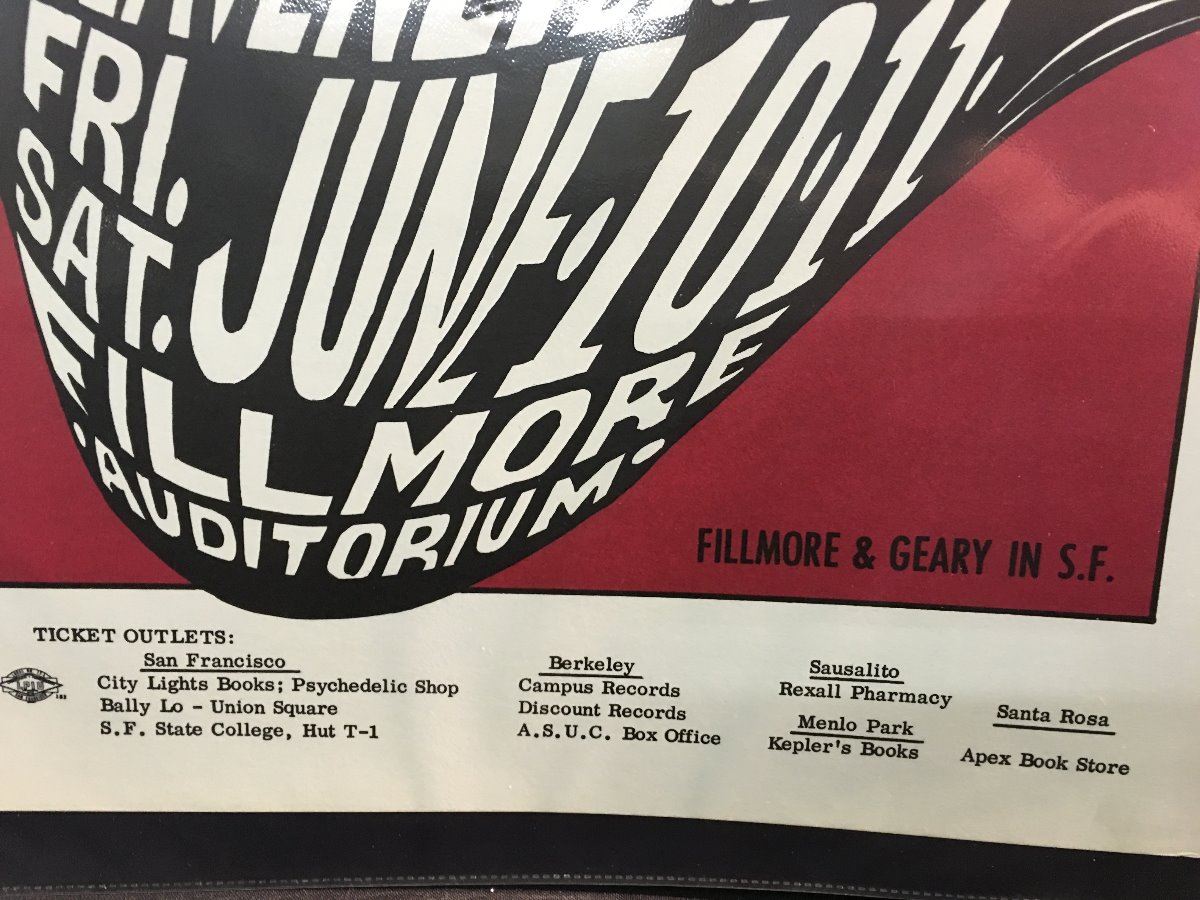 FRI.
SAT. JUNE. 10. 11.
FILLMORE
AUDITORIUM.
FILLMORE & GEARY IN S.F.
TICKET OUTLETS:
San Francisco
City Lights Books; Psychedelic Shop
Bally Lo - Union Square
S.F. State College, Hut T-1
Berkeley
Campus Records
Discount Records
A.S.U.C. Box Office
Sausalito
Rexall Pharmacy
Menlo Park
Kepler's Books
Santa Rosa
Apex Book Store